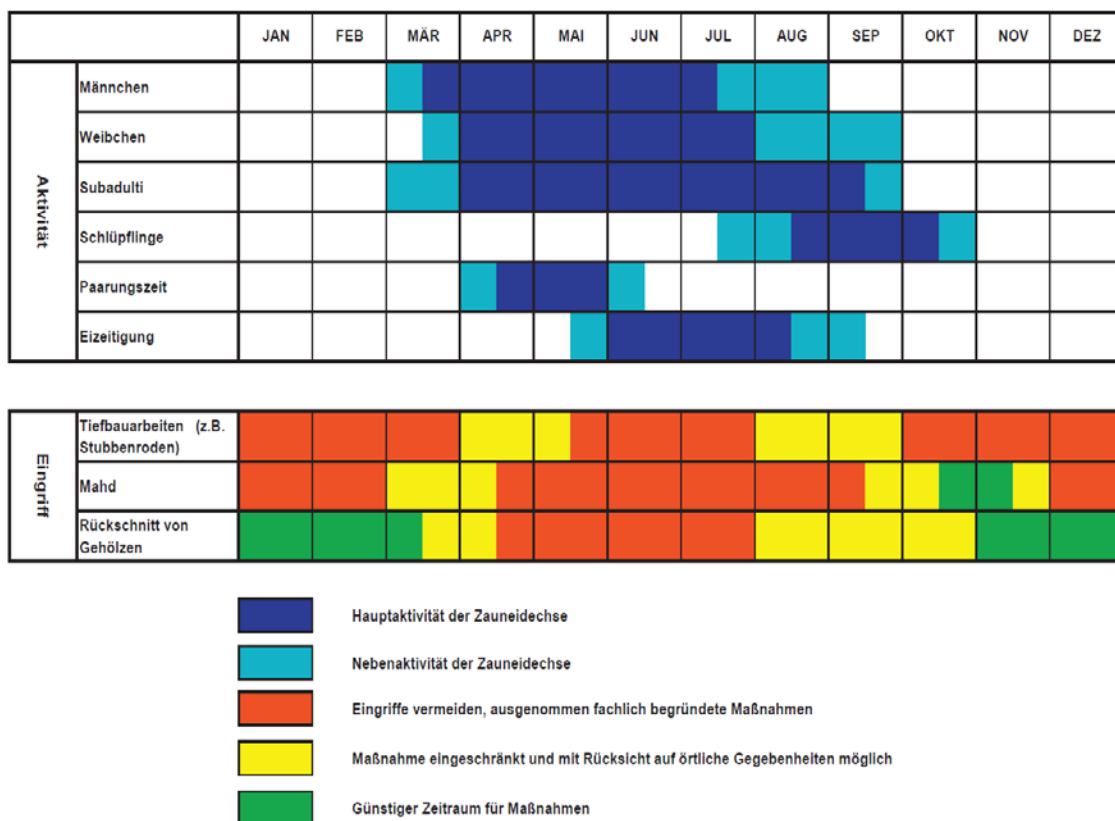 JAN FEB MÄR APR MAI JUN JUL AUG SEP OKT NOV DEZ
Aktivität
Männchen
Weibchen
Subadulti
Schlüpflinge
Paarungszeit
Eizeitigung
Eingriff
Tiefbauarbeiten (z.B.
Stubbenroden)
Mahd
Rückschnitt von
Gehölzen
Hauptaktivität der Zauneidechse
Nebenaktivität der Zauneidechse
Eingriffe vermeiden, ausgenommen fachlich begründete Maßnahmen
Maßnahme eingeschränkt und mit Rücksicht auf örtliche Gegebenheiten möglich
Günstiger Zeitraum für Maßnahmen